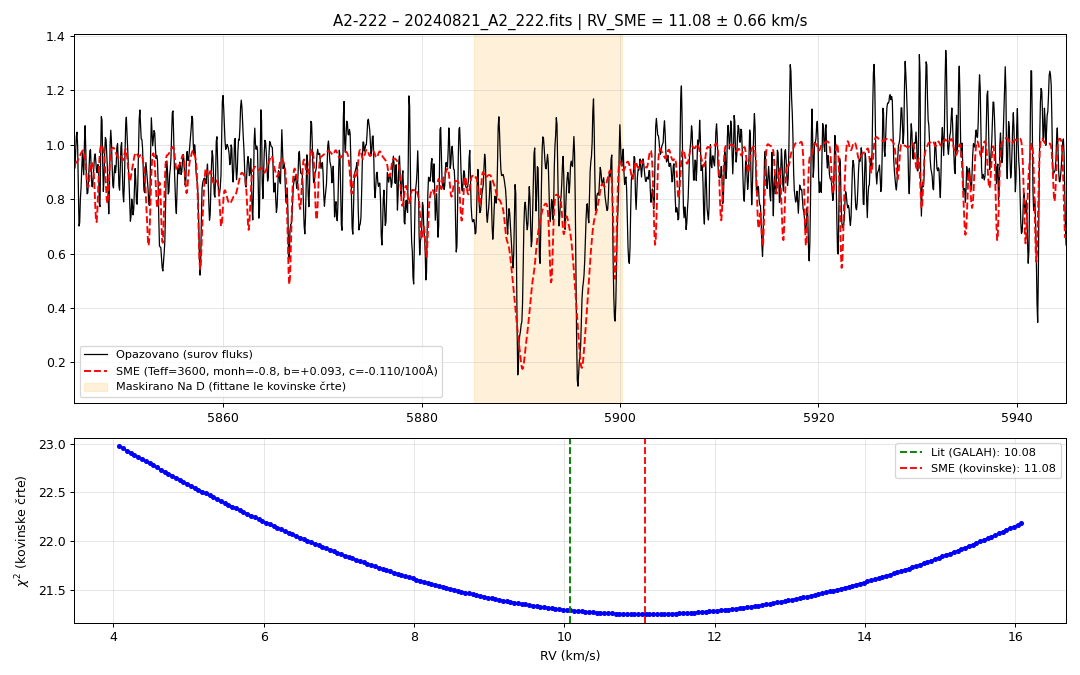 A2-222 – 20240821_A2_222.fits | RV_SME = 11.08 ± 0.66 km/s
1.4
1.2
1.0
0.8
0.6
0.4
0.2
Opazovano (surov fluks)
SME (Teff=3600, monh=-0.8, b=+0.093, c=-0.110/100Å)
Maskirano Na D (fittane le kovinske črte)
5860 5880 5900 5920 5940
χ² (kovinske črte)
23.0
22.5
22.0
21.5
Lit (GALAH): 10.08
SME (kovinske): 11.08
4 6 8 10 12 14 16
RV (km/s)